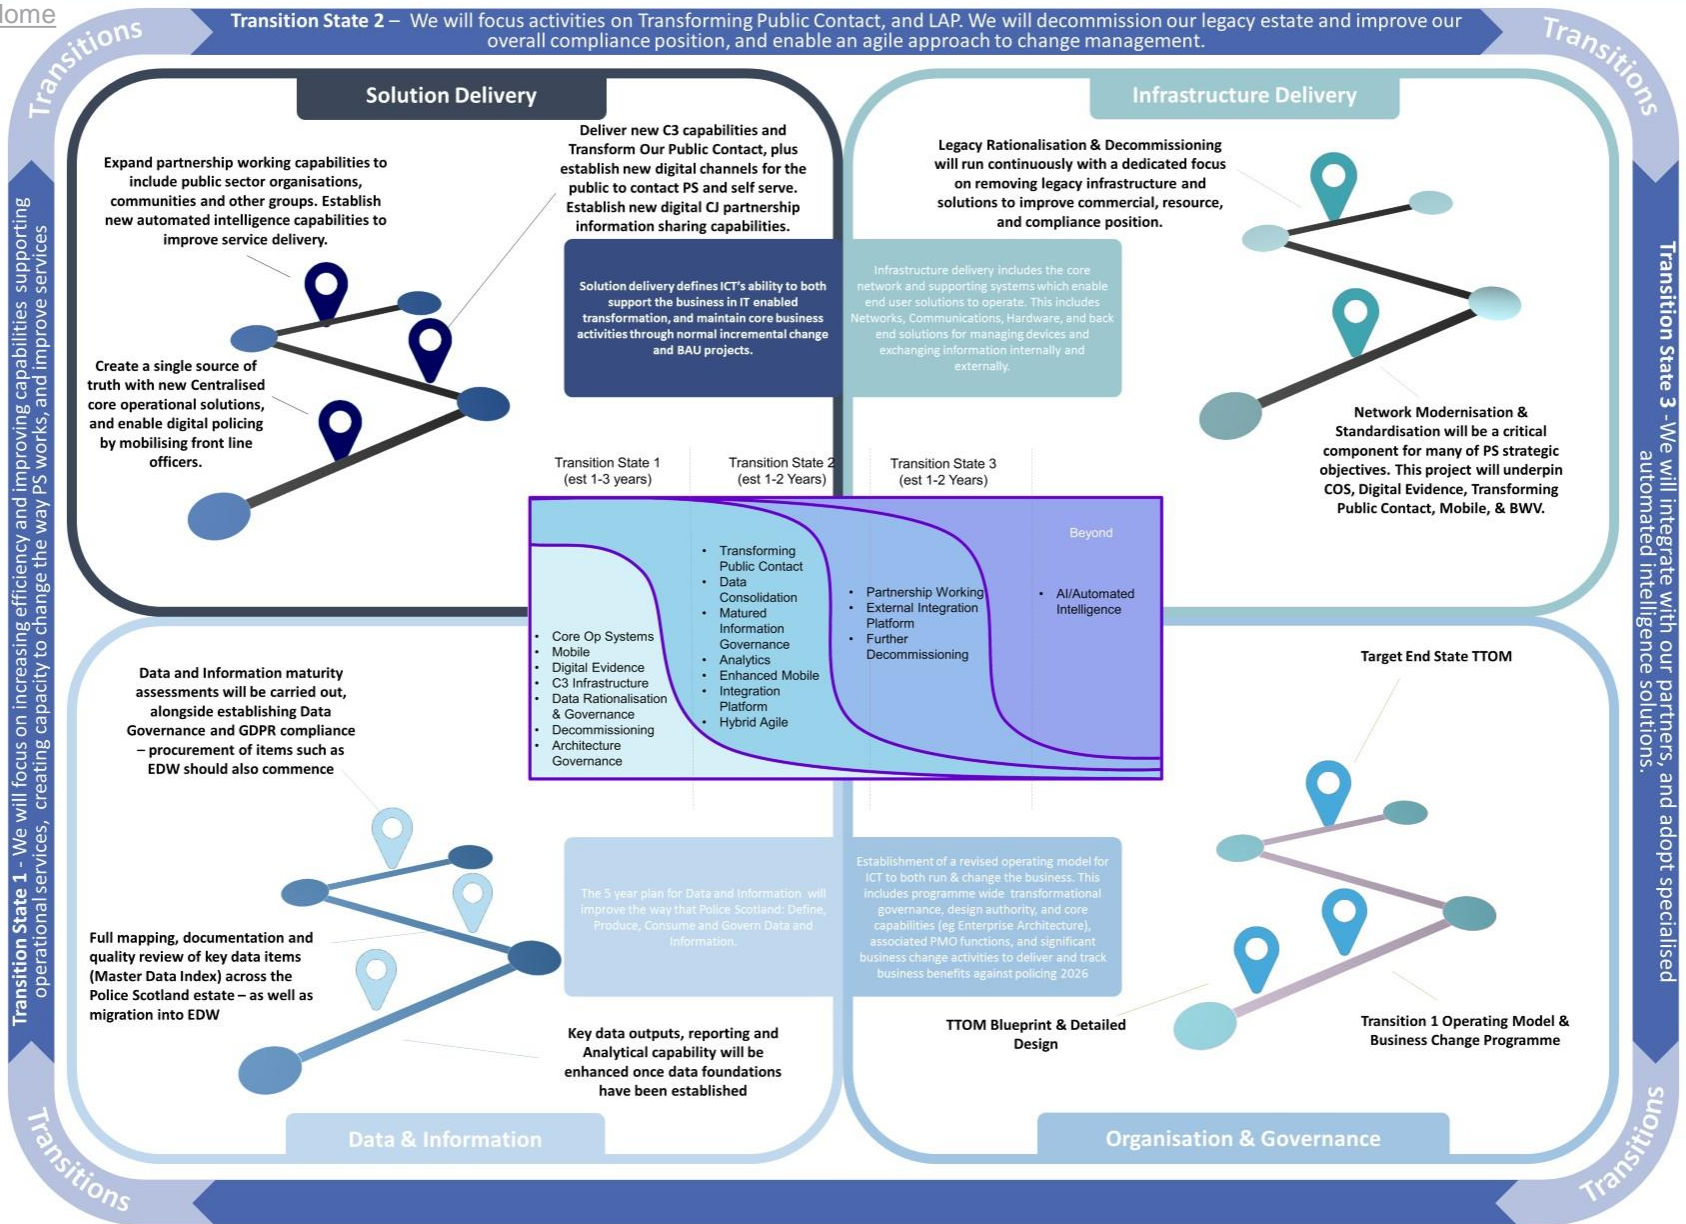 Home
Transitions
Transition State 2 – We will focus activities on Transforming Public Contact, and LAP. We will decommission our legacy estate and improve our
overall compliance position, and enable an agile approach to change management.
Transitions
Transition State 1 - We will focus on increasing efficiency and improving capabilities supporting
operational services, creating capacity to change the way PS works, and improve services
Solution Delivery
Expand partnership working capabilities to
include public sector organisations,
communities and other groups. Establish
new automated intelligence capabilities to
improve service delivery.
Deliver new C3 capabilities and
Transform Our Public Contact, plus
establish new digital channels for the
public to contact PS and self serve.
Establish new digital CJ partnership
information sharing capabilities.
Create a single source of
truth with new Centralised
core operational solutions,
and enable digital policing
by mobilising front line
officers.
Solution delivery defines ICT's ability to both
support the business in IT enabled
transformation, and maintain core business
activities through normal incremental change
and BAU projects.
Infrastructure Delivery
Legacy Rationalisation & Decommissioning
will run continuously with a dedicated focus
on removing legacy infrastructure and
solutions to improve commercial, resource,
and compliance position.
Infrastructure delivery includes the core
network and supporting systems which enable
end user solutions to operate. This includes
Networks, Communications, Hardware, and back
end solutions for managing devices and
exchanging information internally and
externally.
Network Modernisation &
Standardisation will be a critical
component for many of PS strategic
objectives. This project will underpin
COS, Digital Evidence, Transforming
Public Contact, Mobile, & BWV.
Transition State 3 - We will integrate with our partners, and adopt specialised
automated intelligence solutions.
Transition State 1
(est 1-3 years)
Transition State 2
(est 1-2 Years)
Transition State 3
(est 1-2 Years)
• Core Op Systems
• Mobile
• Digital Evidence
• C3 Infrastructure
• Data Rationalisation
& Governance
• Decommissioning
• Architecture
Governance
• Transforming
Public Contact
• Data
Consolidation
• Matured
Information
Governance
• Analytics
• Enhanced Mobile
• Integration
Platform
• Hybrid Agile
• Partnership Working
• External Integration
Platform
• Further
Decommissioning
Beyond
• AI/Automated
Intelligence
Data and Information maturity
assessments will be carried out,
alongside establishing Data
Governance and GDPR compliance
– procurement of items such as
EDW should also commence
Full mapping, documentation and
quality review of key data items
(Master Data Index) across the
Police Scotland estate – as well as
migration into EDW
Key data outputs, reporting and
Analytical capability will be
enhanced once data foundations
have been established
The 5 year plan for Data and Information will
improve the way that Police Scotland: Define,
Produce, Consume and Govern Data and
Information.
Data & Information
Establishment of a revised operating model for
ICT to both run & change the business. This
includes programme wide transformational
governance, design authority, and core
capabilities (eg Enterprise Architecture),
associated PMO functions, and significant
business change activities to deliver and track
business benefits against policing 2026
Target End State TTOM
TTOM Blueprint & Detailed
Design
Transition 1 Operating Model &
Business Change Programme
Organisation & Governance
Transitions
Transitions